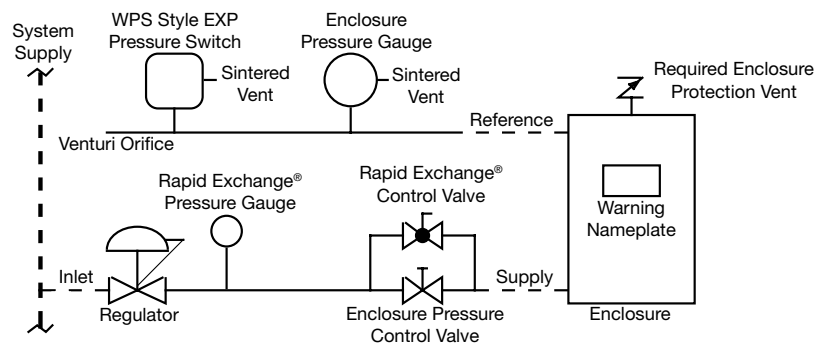 System
Supply
WPS Style EXP
Pressure Switch
Sintered
Vent
Enclosure
Pressure Gauge
Sintered
Vent
Required Enclosure
Protection Vent
Reference
Venturi Orifice
Rapid Exchange®
Pressure Gauge
Rapid Exchange®
Control Valve
Warning
Nameplate
Inlet
Supply
Regulator
Enclosure Pressure
Control Valve
Enclosure